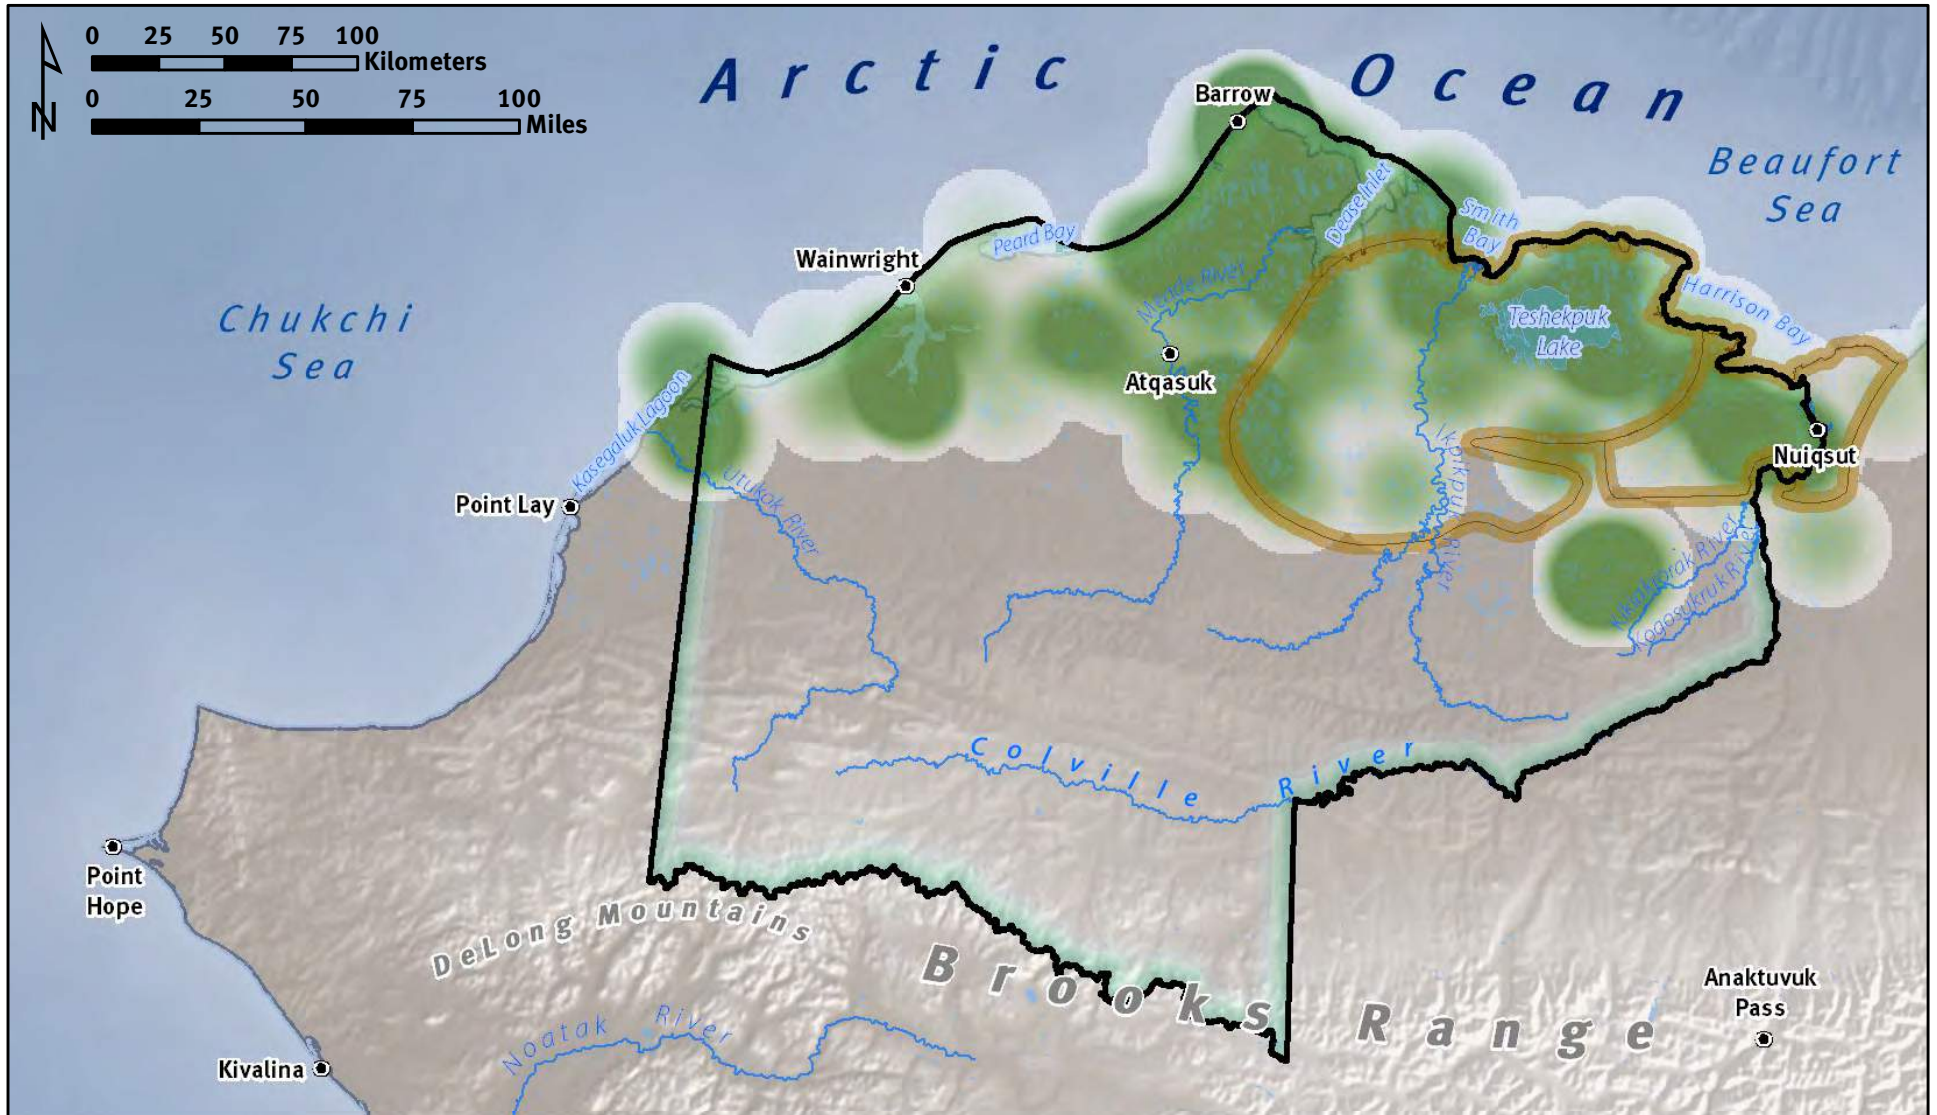 0 25 50 75 100
Kilometers
0 25 50 75 100
Miles
N
Arctic Ocean
Barrow
Beaufort
Sea
Dease Inlet
Smith
Bay
Peard Bay
Wainwright
Meade River
Harrison Bay
Chukchi
Sea
Teshekpuk
Lake
Atqasuk
Kasegaluk Lagoon
Nuiqsut
Ikpikpuk River
Utukok River
Point Lay
Kikiakrorak River
Kogosukruk River
Colville River
Point
Hope
DeLong Mountains
Brooks Range
Anaktuvuk
Pass
Noatak River
Kivalina